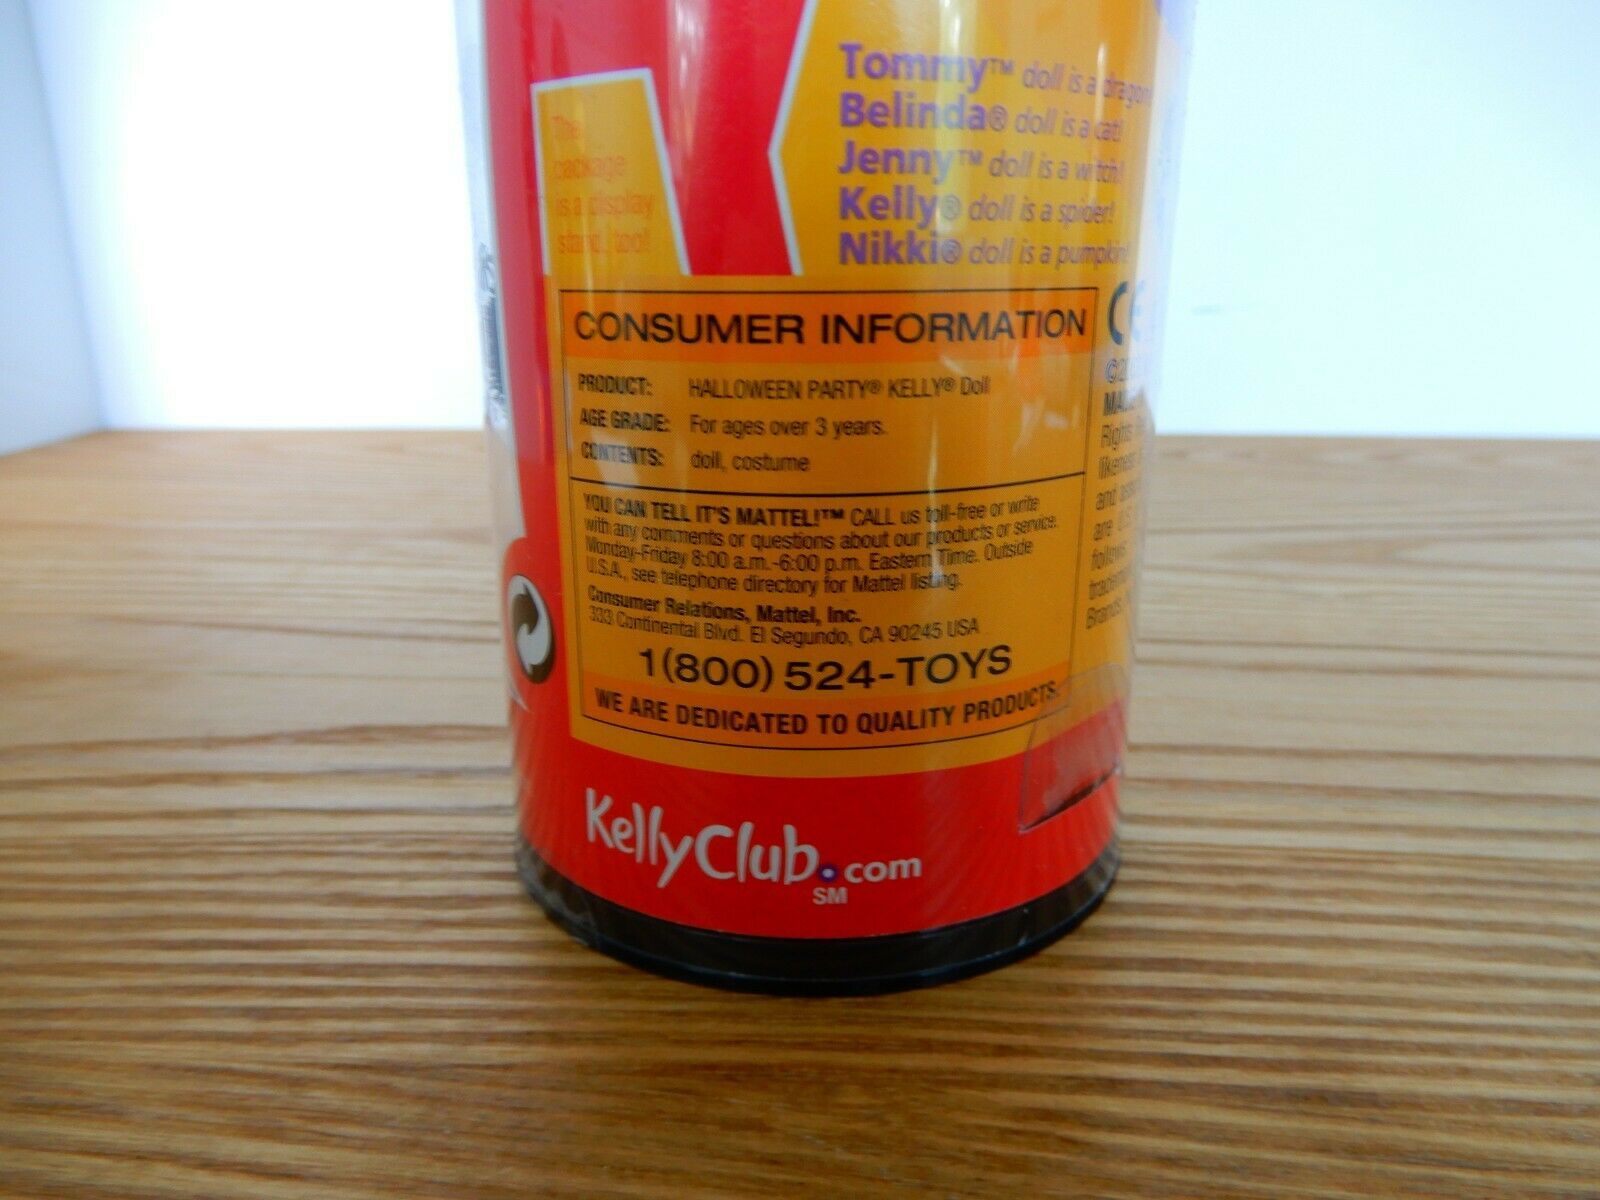 The
package
is a display
stand, too!
Tommy™ doll is a dragon
Belinda® doll is a cat!
Jenny™ doll is a witch!
Kelly® doll is a spider!
Nikki® doll is a pumpkin!
CONSUMER INFORMATION
PRODUCT: HALLOWEEN PARTY® KELLY® Doll
AGE GRADE: For ages over 3 years.
CONTENTS: doll, costume
YOU CAN TELL IT'S MATTEL!™ CALL us toll-free or write
with any comments or questions about our products or service.
Monday-Friday 8:00 a.m.-6:00 p.m. Eastern Time. Outside
U.S.A., see telephone directory for Mattel listing.
Consumer Relations, Mattel, Inc.
333 Continental Blvd. El Segundo, CA 90245 USA
1(800) 524-TOYS
WE ARE DEDICATED TO QUALITY PRODUCTS.
CE
Rights
and
are U.S.
KellyClub.com
SM